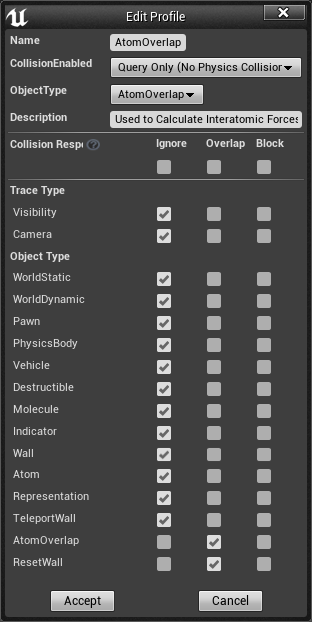 Edit Profile
Name AtomOverlap
CollisionEnabled Query Only (No Physics Collision
ObjectType AtomOverlap
Description Used to Calculate Interatomic Forces
Collision Respo ? Ignore Overlap Block
Trace Type
Visibility
Camera
Object Type
WorldStatic
WorldDynamic
Pawn
PhysicsBody
Vehicle
Destructible
Molecule
Indicator
Wall
Atom
Representation
TeleportWall
AtomOverlap
ResetWall
Accept Cancel